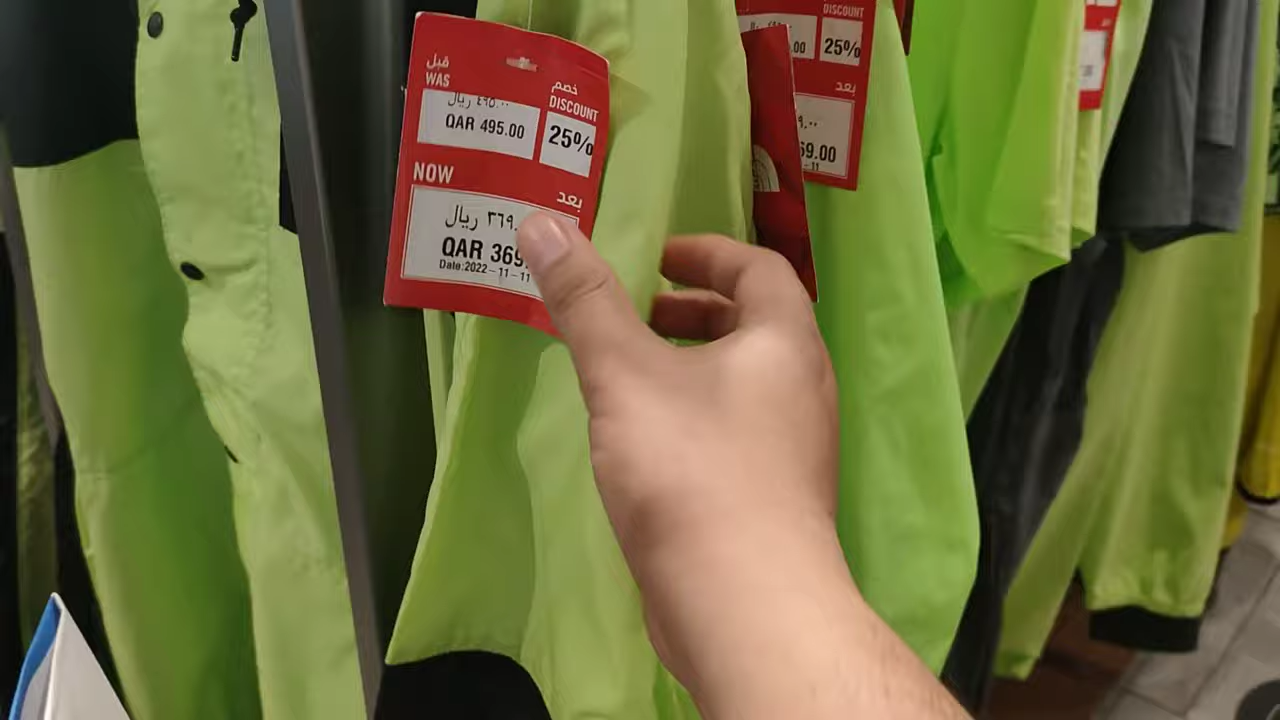 قبل
WAS
خصم
DISCOUNT
ريال ٤٩٥.٠٠
QAR 495.00
25%
NOW
بعد
ريال ٣٦٩.
QAR 369.
Date:2022-11-11
DISCOUNT
25%
بعد
69.00